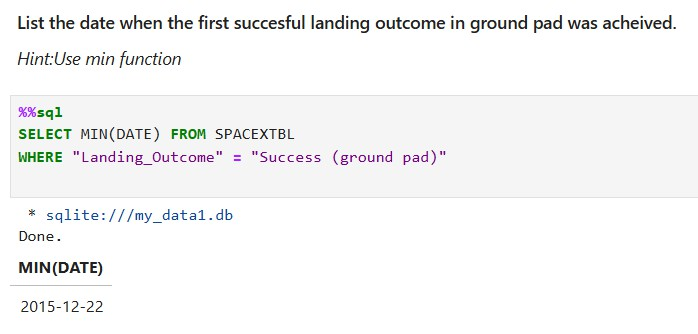 List the date when the first succesful landing outcome in ground pad was acheived.
Hint:Use min function
%%sql
SELECT MIN(DATE) FROM SPACEXTBL
WHERE "Landing_Outcome" = "Success (ground pad)"
* sqlite:///my_data1.db
Done.
MIN(DATE)
2015-12-22